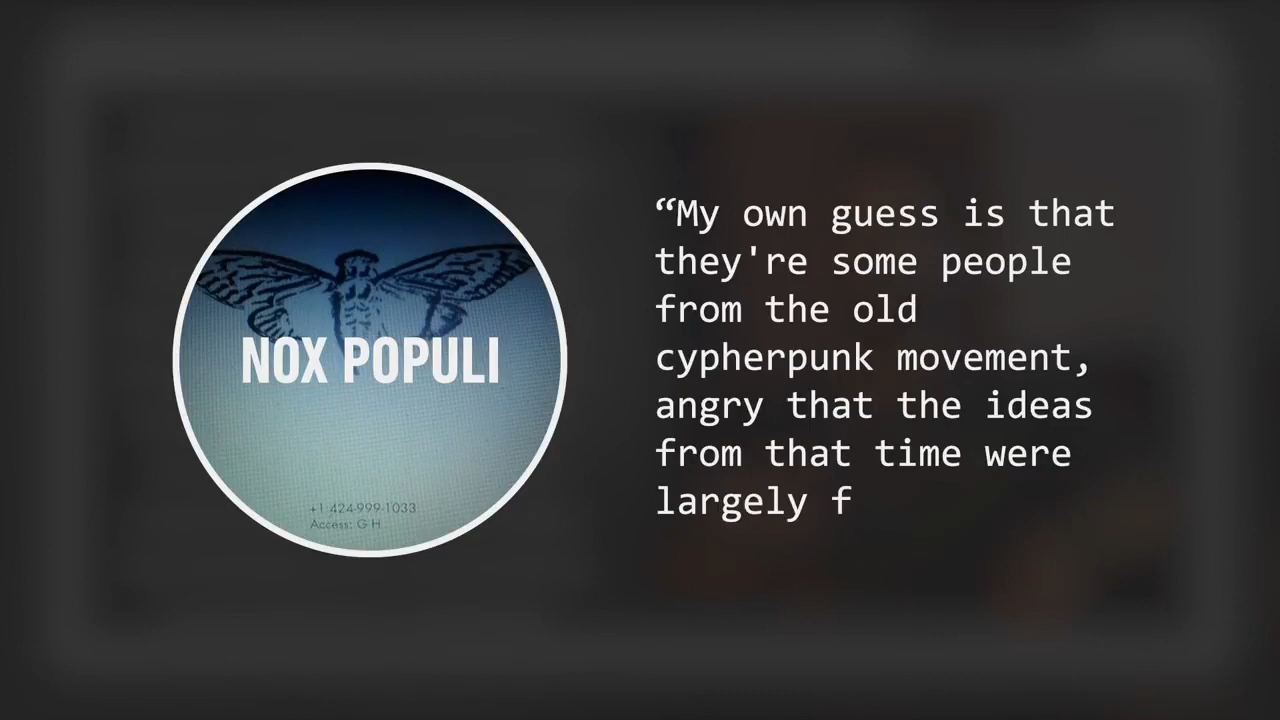 NOX POPULI
+1 424-999-1033
Access: G H
“My own guess is that
they're some people
from the old
cypherpunk movement,
angry that the ideas
from that time were
largely f